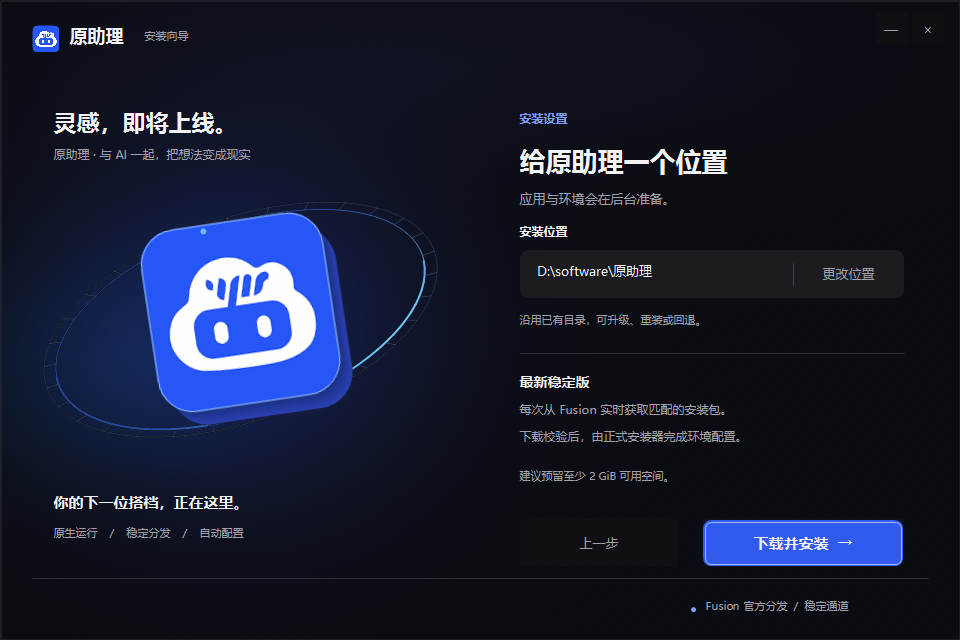 原助理 安装向导
— ×
灵感，即将上线。
原助理 · 与 AI 一起，把想法变成现实
你的下一位搭档，正在这里。
原生运行 / 稳定分发 / 自动配置
安装设置
给原助理一个位置
应用与环境会在后台准备。
安装位置
D:\software\原助理 更改位置
沿用已有目录，可升级、重装或回退。
最新稳定版
每次从 Fusion 实时获取匹配的安装包。
下载校验后，由正式安装器完成环境配置。
建议预留至少 2 GiB 可用空间。
上一步 下载并安装 →
Fusion 官方分发 / 稳定通道